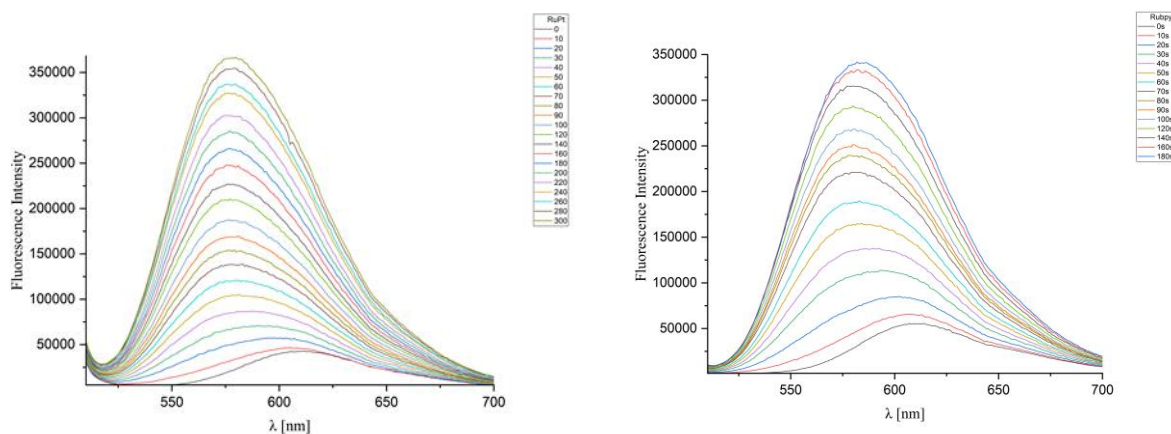 RuPt
0
10
20
30
40
50
60
70
80
90
100
120
140
160
180
200
220
240
260
280
300
350000
300000
250000
200000
150000
100000
50000
Fluorescence Intensity
550 600 650 700
λ [nm]
Rubpy
0s
10s
20s
30s
40s
50s
60s
70s
80s
90s
100s
120s
140s
160s
180s
350000
300000
250000
200000
150000
100000
50000
Fluorescence Intensity
550 600 650 700
λ [nm]